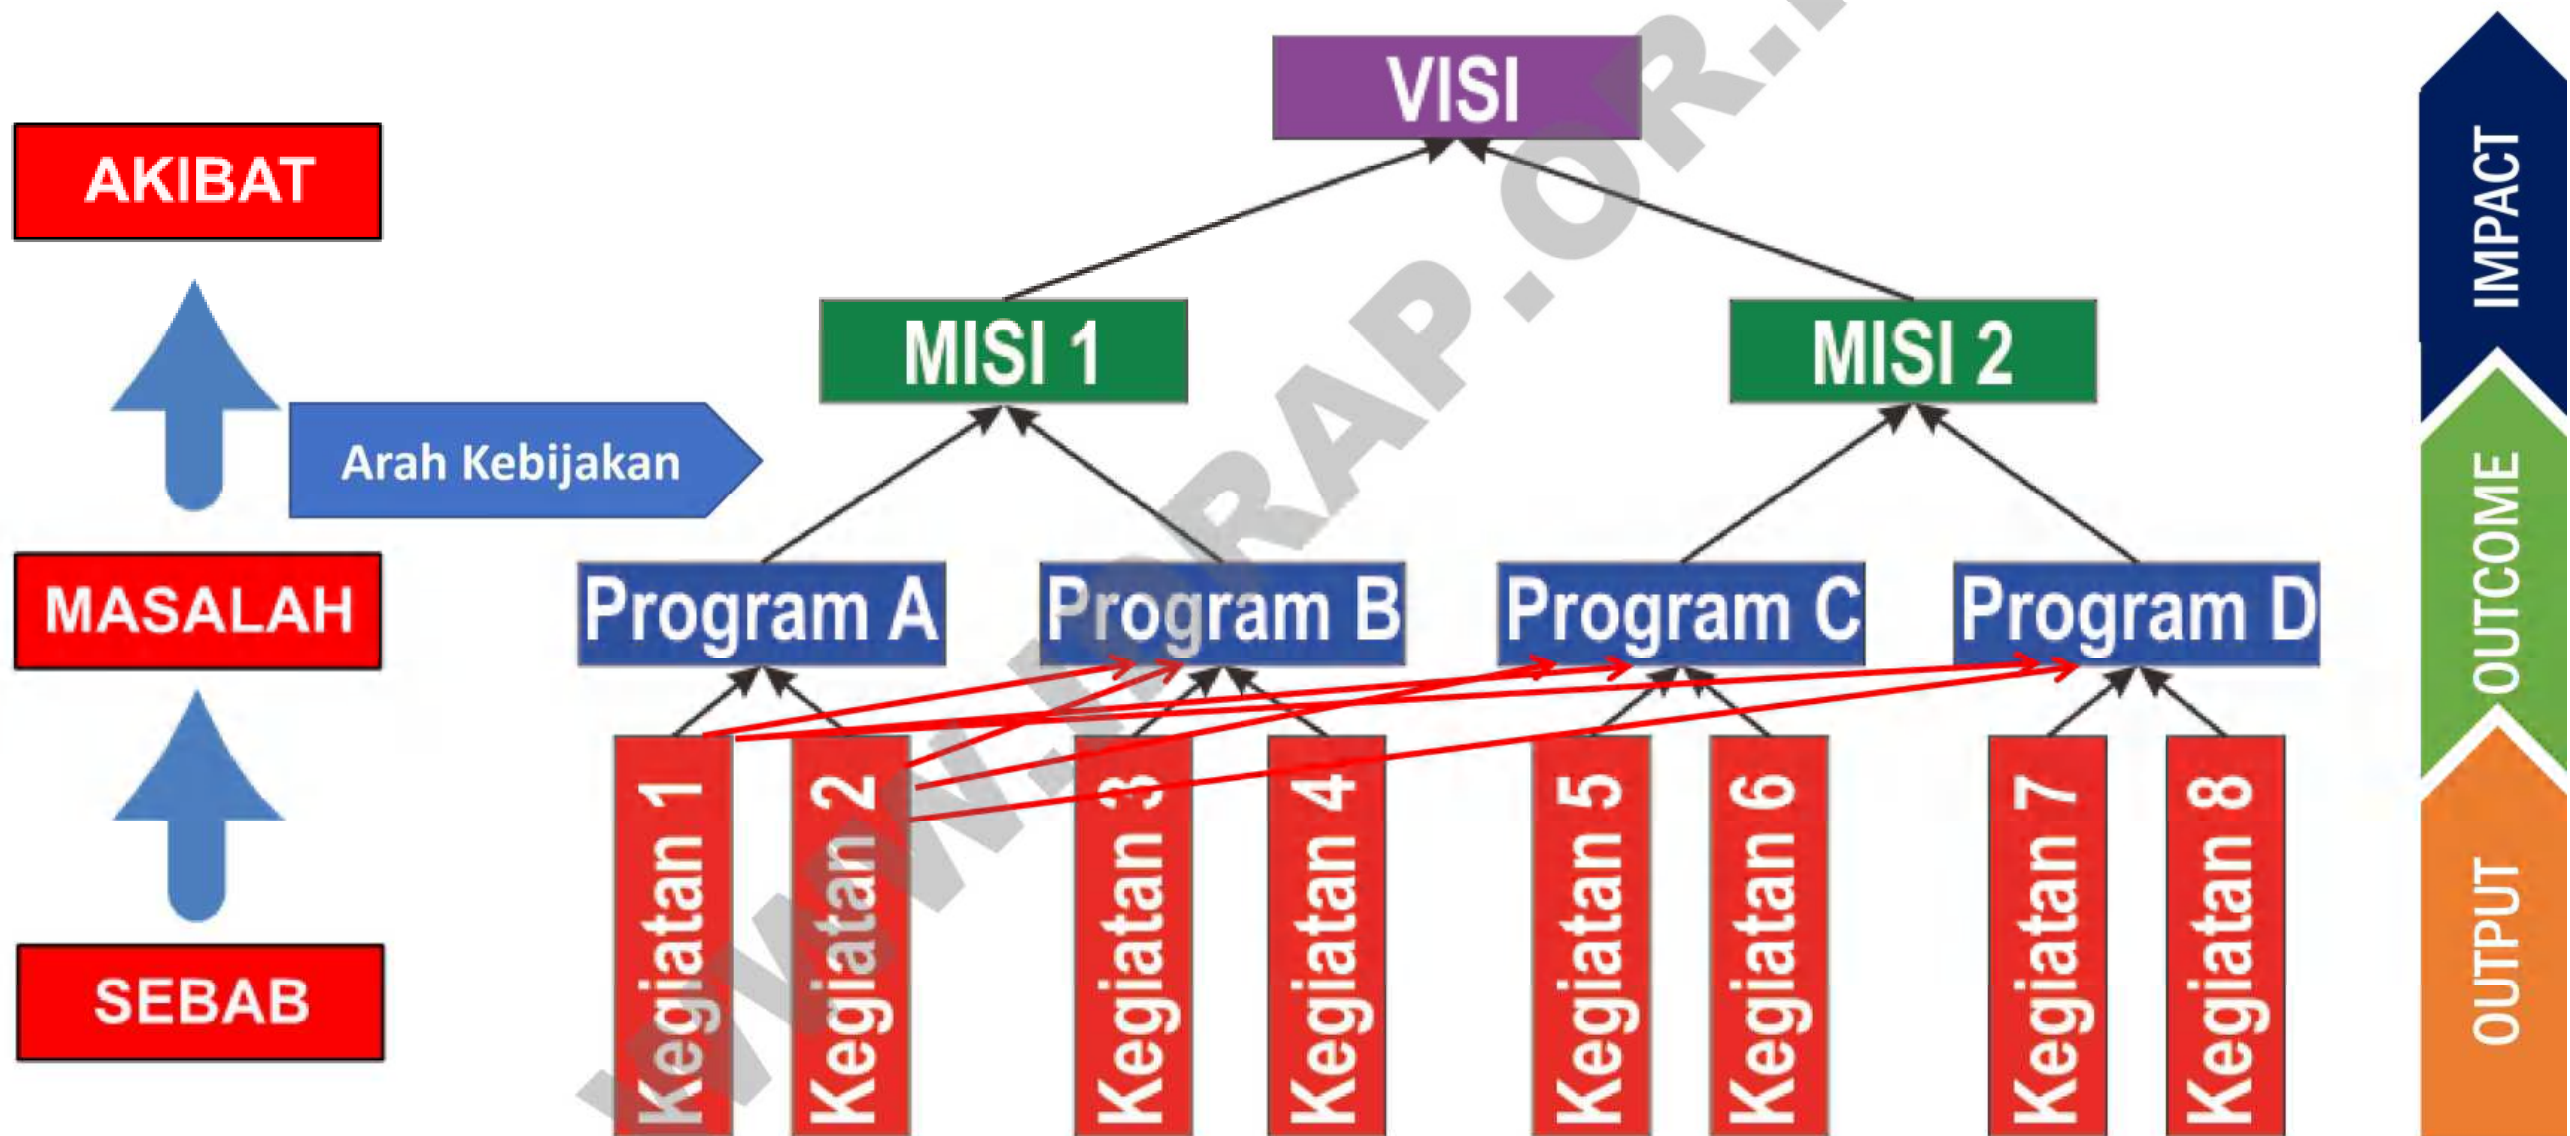 VISI
AKIBAT
IMPACT
MISI 1
MISI 2
Arah Kebijakan
OUTCOME
MASALAH
Program A
Program B
Program C
Program D
SEBAB
Kegiatan 1
Kegiatan 2
Kegiatan 3
Kegiatan 4
Kegiatan 5
Kegiatan 6
Kegiatan 7
Kegiatan 8
OUTPUT